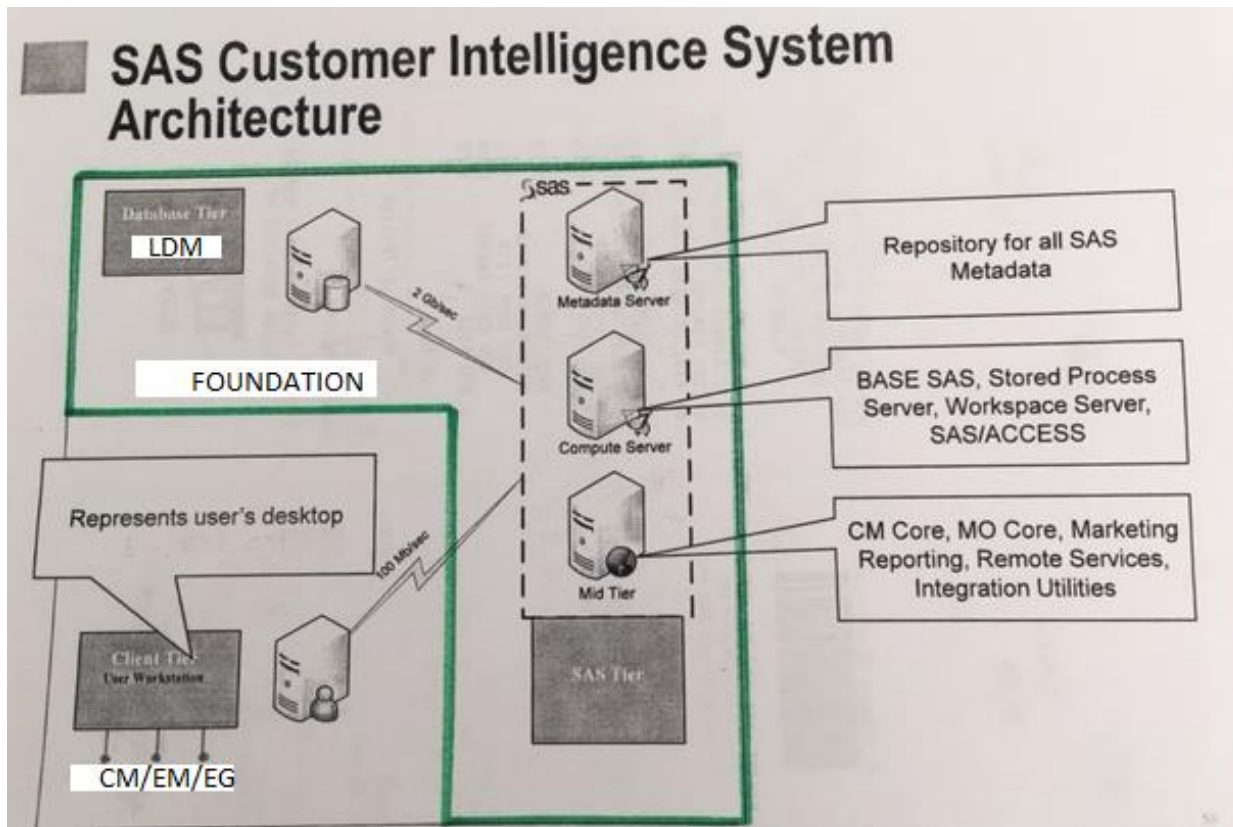 SAS Customer Intelligence System
Architecture
Database Tier
LDM
sas
Metadata Server
Repository for all SAS
Metadata
2 Gb/sec
FOUNDATION
Compute Server
BASE SAS, Stored Process
Server, Workspace Server,
SAS/ACCESS
Represents user's desktop
100 Mb/sec
Mid Tier
CM Core, MO Core, Marketing
Reporting, Remote Services,
Integration Utilities
Client Tier
User Workstation
SAS Tier
CM/EM/EG